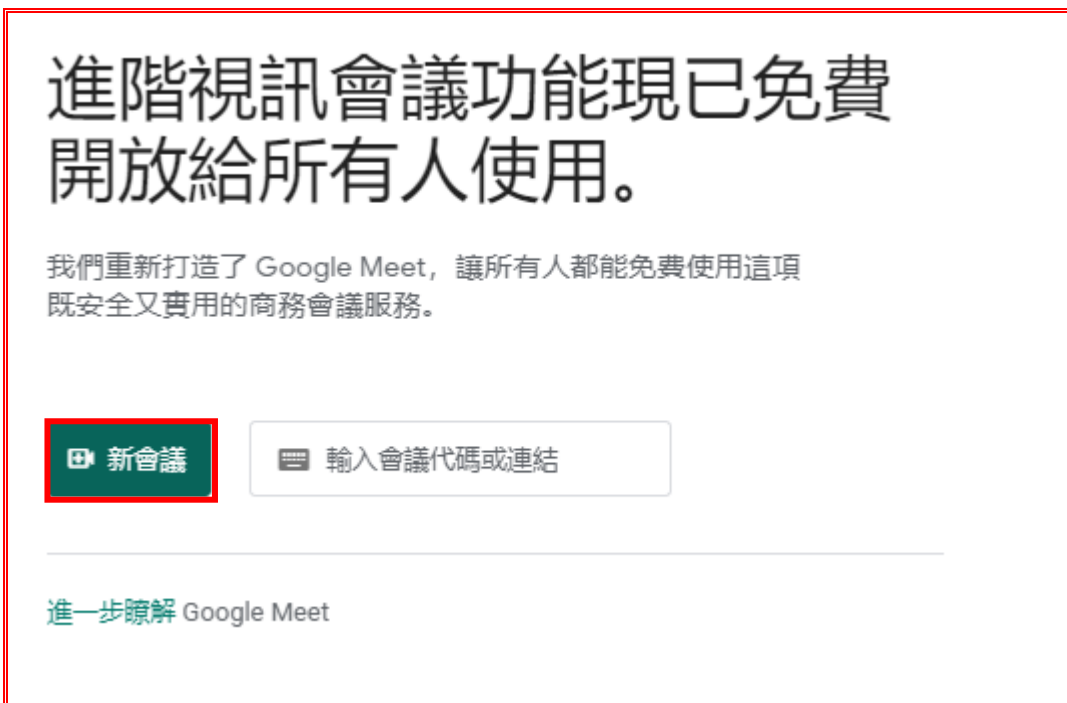 進階視訊會議功能現已免費
開放給所有人使用。
我們重新打造了 Google Meet，讓所有人都能免費使用這項
既安全又實用的商務會議服務。
新會議
輸入會議代碼或連結
進一步瞭解 Google Meet